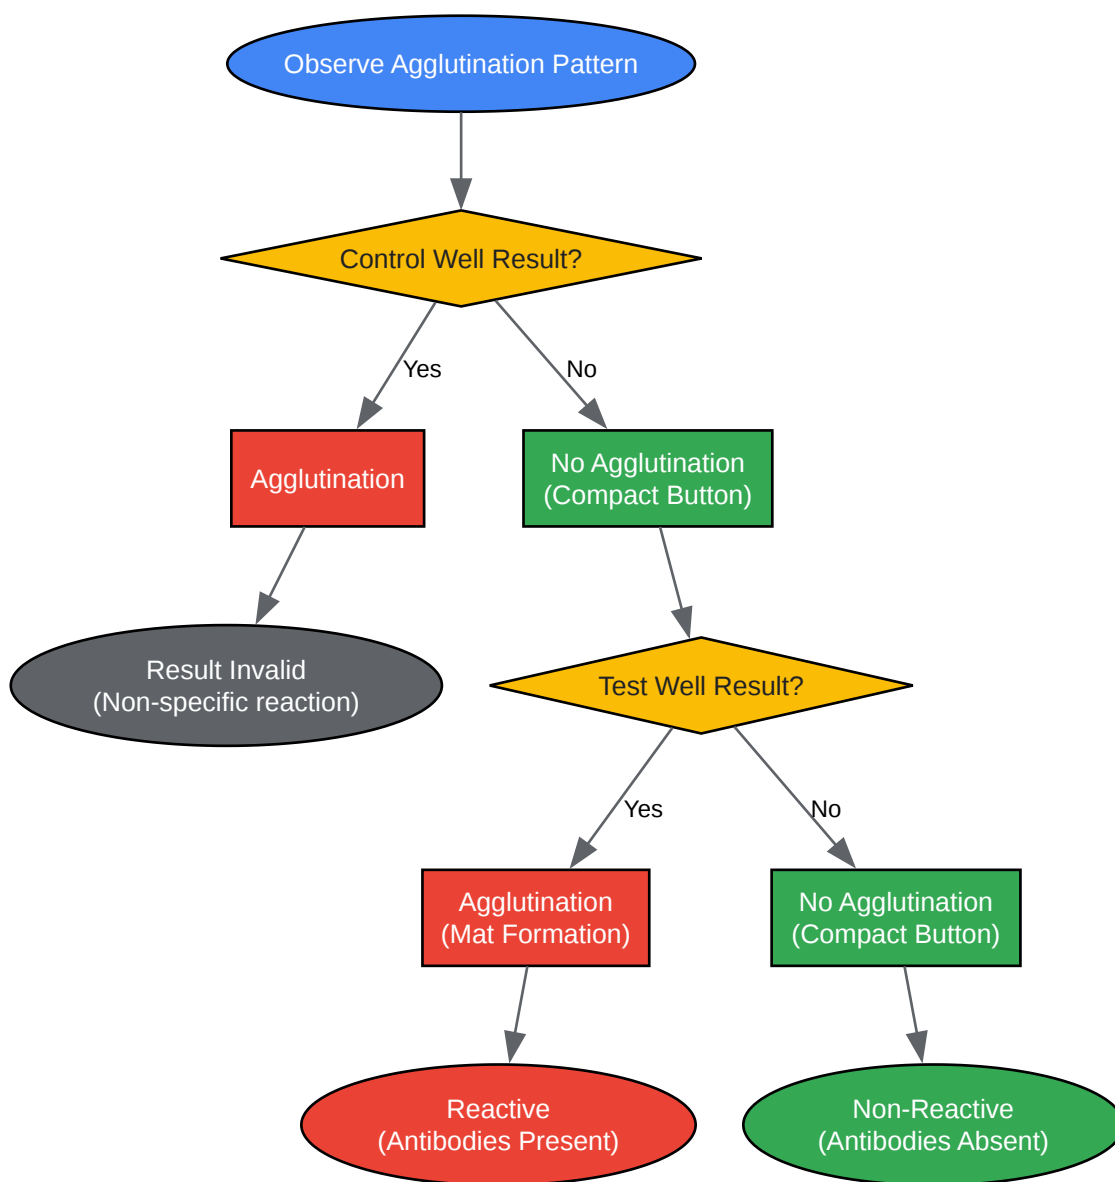 Observe Agglutination Pattern
Control Well Result?
Yes
No
Agglutination
No Agglutination
(Compact Button)
Result Invalid
(Non-specific reaction)
Test Well Result?
Yes
No
Agglutination
(Mat Formation)
No Agglutination
(Compact Button)
Reactive
(Antibodies Present)
Non-Reactive
(Antibodies Absent)